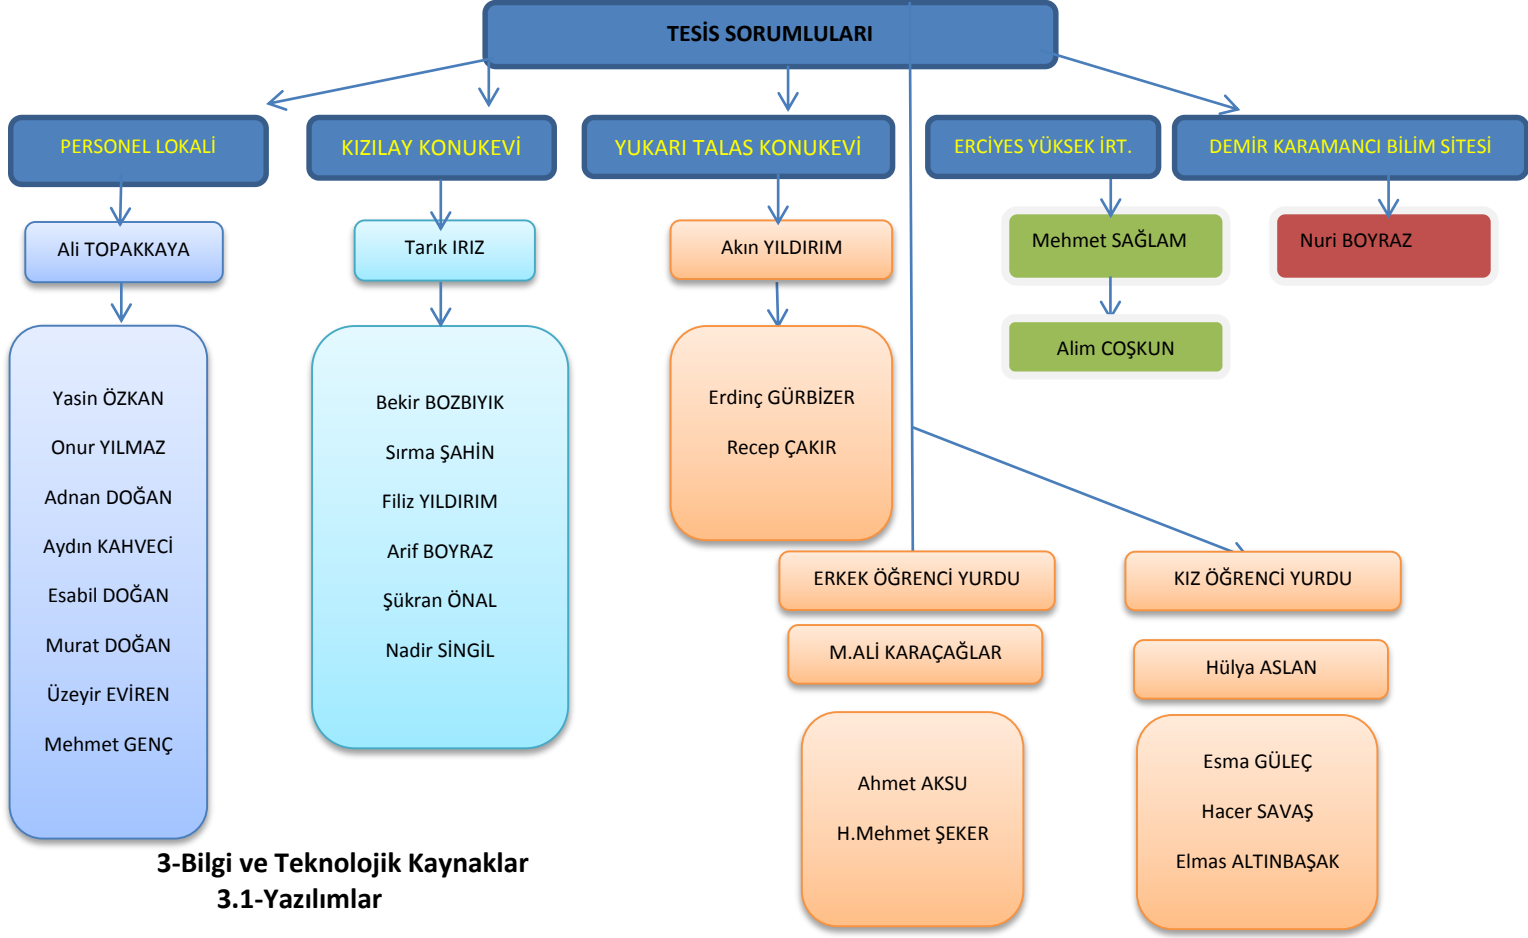 TESİS SORUMLULARI
PERSONEL LOKALİ
KIZILAY KONUKEVİ
YUKARI TALAS KONUKEVİ
ERCİYES YÜKSEK İRT.
DEMİR KARAMANCI BİLİM SİTESİ
Ali TOPAKKAYA
Tarık IRIZ
Akın YILDIRIM
Mehmet SAĞLAM
Nuri BOYRAZ
Alim COŞKUN
Yasin ÖZKAN
Onur YILMAZ
Adnan DOĞAN
Aydın KAHVECİ
Esabil DOĞAN
Murat DOĞAN
Üzeyir EVİREN
Mehmet GENÇ
Bekir BOZBIYIK
Sırma ŞAHİN
Filiz YILDIRIM
Arif BOYRAZ
Şükran ÖNAL
Nadir SİNGİL
Erdinç GÜRBİZER
Recep ÇAKIR
ERKEK ÖĞRENCİ YURDU
M.ALİ KARAÇAĞLAR
Ahmet AKSU
H.Mehmet ŞEKER
KIZ ÖĞRENCİ YURDU
Hülya ASLAN
Esma GÜLEÇ
Hacer SAVAŞ
Elmas ALTINBAŞAK
3-Bilgi ve Teknolojik Kaynaklar
3.1-Yazılımlar